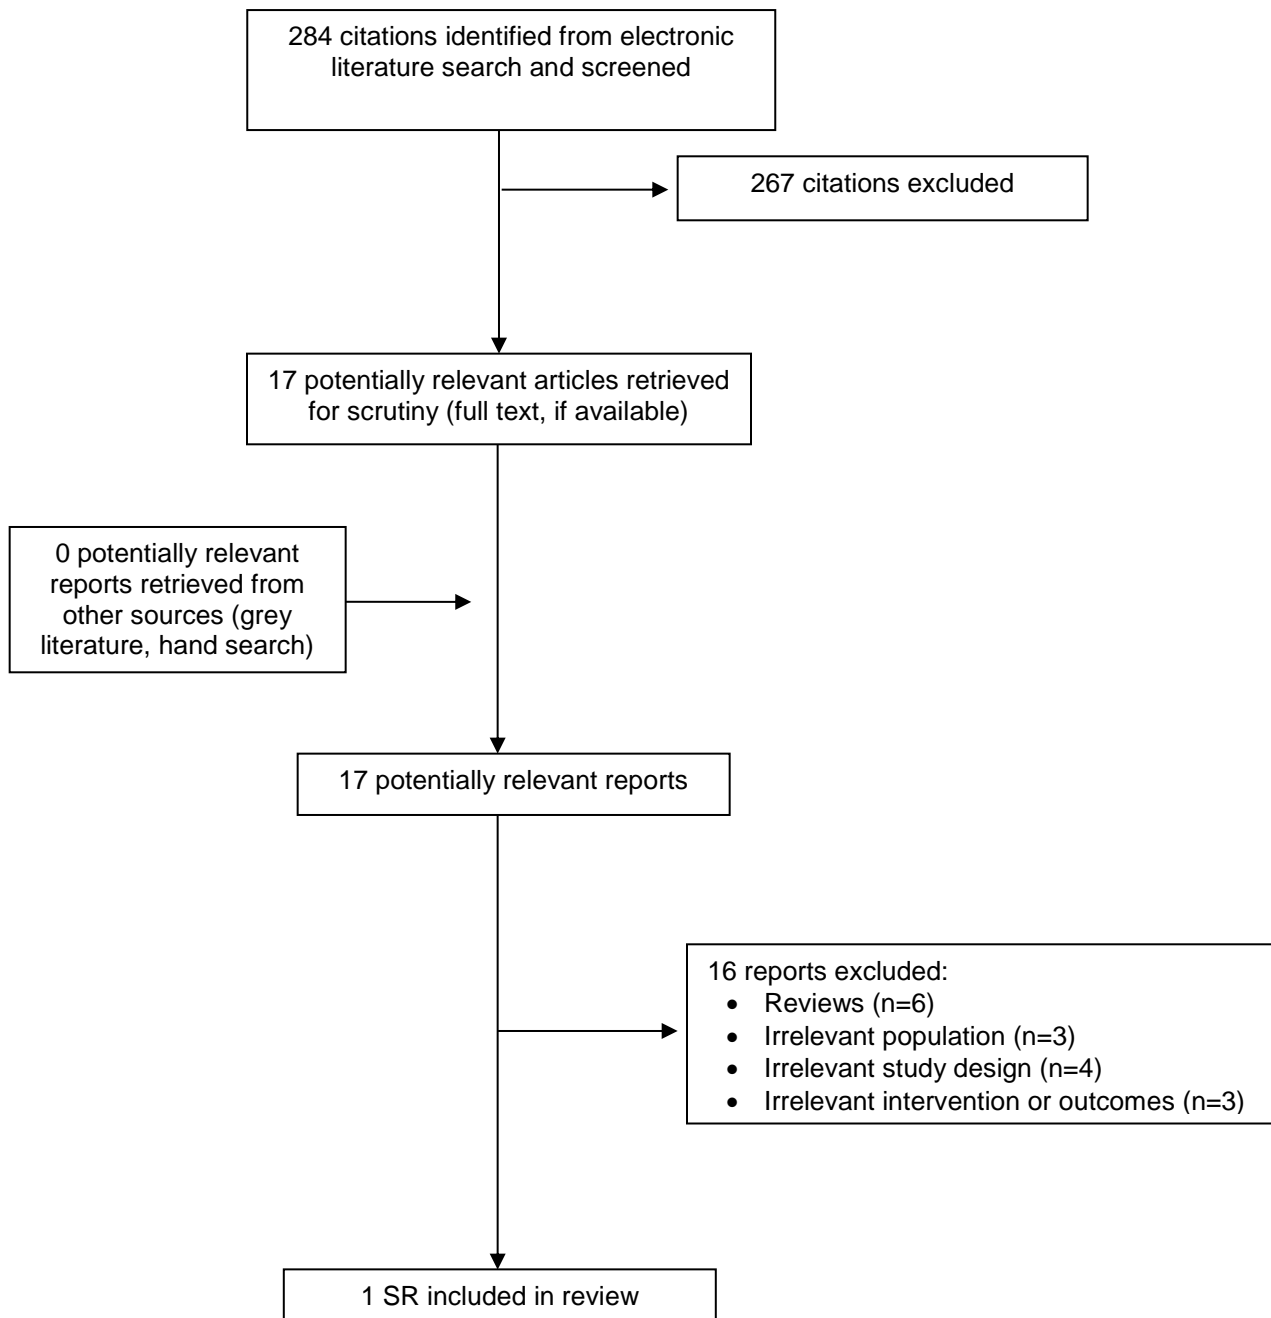 284 citations identified from electronic
literature search and screened
267 citations excluded
17 potentially relevant articles retrieved
for scrutiny (full text, if available)
0 potentially relevant
reports retrieved from
other sources (grey
literature, hand search)
17 potentially relevant reports
16 reports excluded:
• Reviews (n=6)
• Irrelevant population (n=3)
• Irrelevant study design (n=4)
• Irrelevant intervention or outcomes (n=3)
1 SR included in review